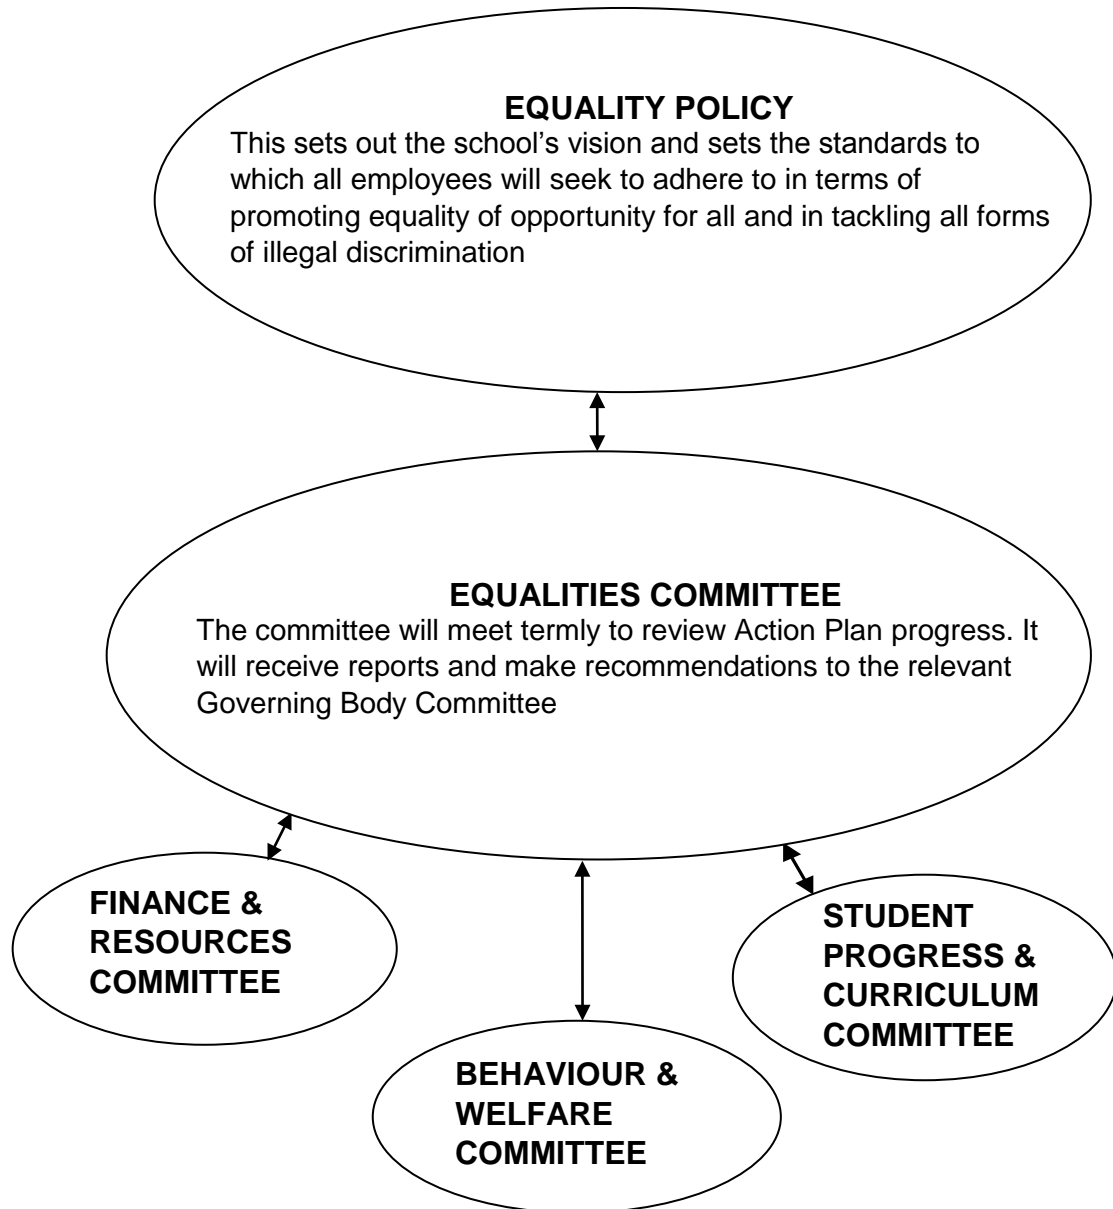 EQUALITY POLICY
This sets out the school’s vision and sets the standards to
which all employees will seek to adhere to in terms of
promoting equality of opportunity for all and in tackling all forms
of illegal discrimination
EQUALITIES COMMITTEE
The committee will meet termly to review Action Plan progress. It
will receive reports and make recommendations to the relevant
Governing Body Committee
FINANCE &
RESOURCES
COMMITTEE
BEHAVIOUR &
WELFARE
COMMITTEE
STUDENT
PROGRESS &
CURRICULUM
COMMITTEE